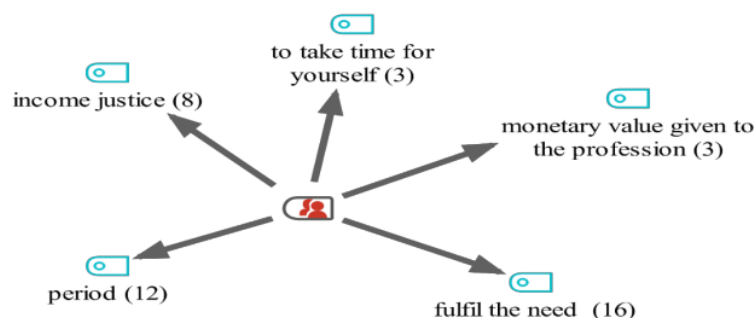 to take time for
yourself (3)
income justice (8)
monetary value given to
the profession (3)
period (12)
fulfil the need (16)